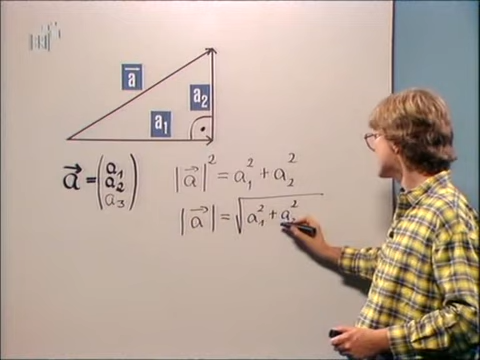 a
a₂
a₁
a⃗ = (a₁ a₂ a₃)
|a⃗|² = a₁² + a₂²
|a⃗| = √a₁² + a₂²